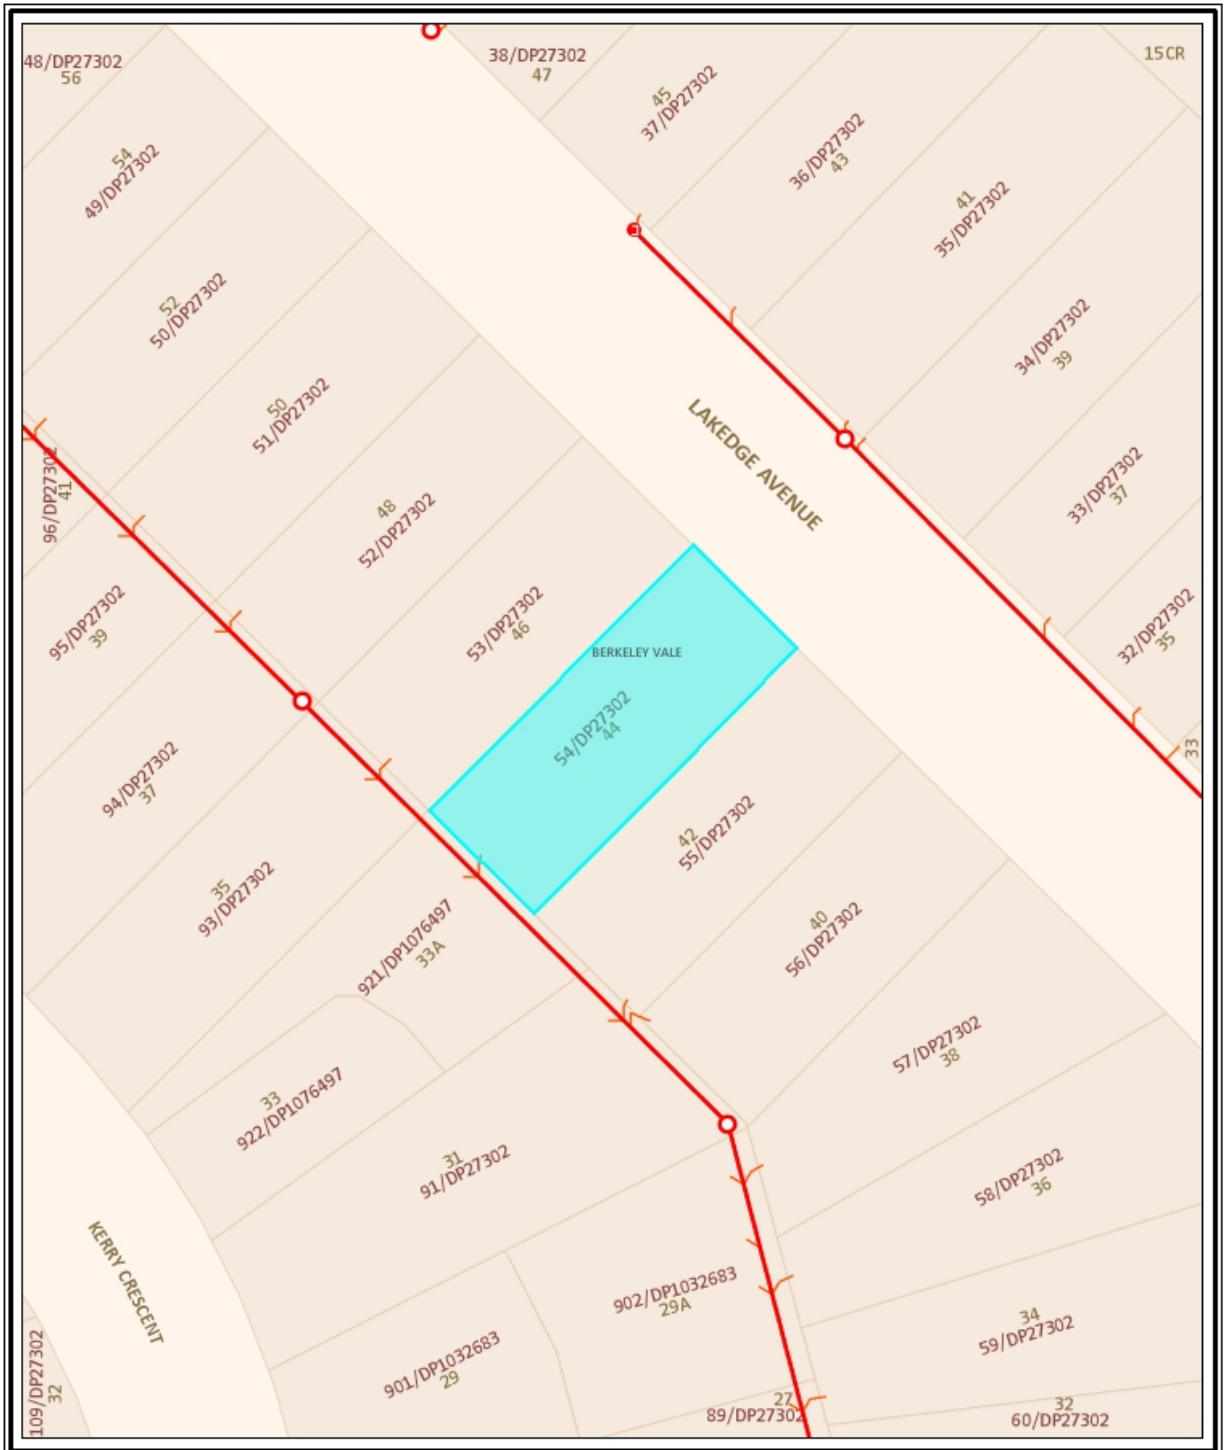 48/DP27302
56
38/DP27302
47
15CR
45
37/DP27302
36/DP27302
43
54
49/DP27302
41
35/DP27302
52
50/DP27302
34/DP27302
39
50
51/DP27302
LAKEDGE AVENUE
96/DP27302
41
48
52/DP27302
33/DP27302
37
95/DP27302
39
53/DP27302
46
BERKELEY VALE
32/DP27302
35
54/DP27302
44
33
94/DP27302
37
42
55/DP27302
35
93/DP27302
921/DP1076497
33A
40
56/DP27302
57/DP27302
38
33
922/DP1076497
31
91/DP27302
58/DP27302
36
KERRY CRESCENT
902/DP1032683
29A
34
59/DP27302
901/DP1032683
29
109/DP27302
32
27
89/DP27302
32
60/DP27302